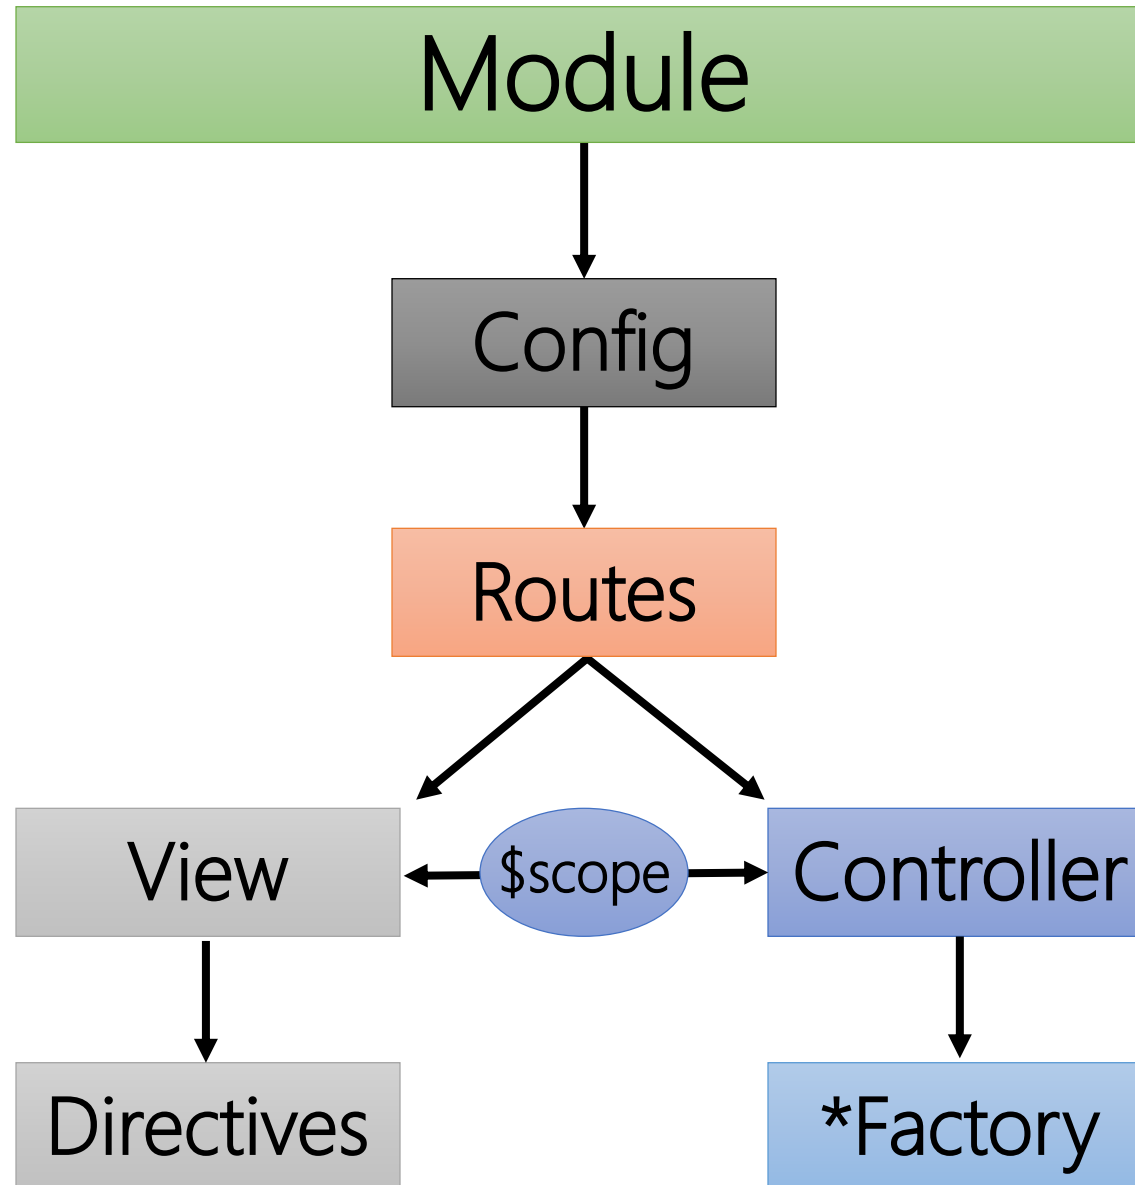 Module
Config
Routes
View
$scope
Controller
Directives
*Factory